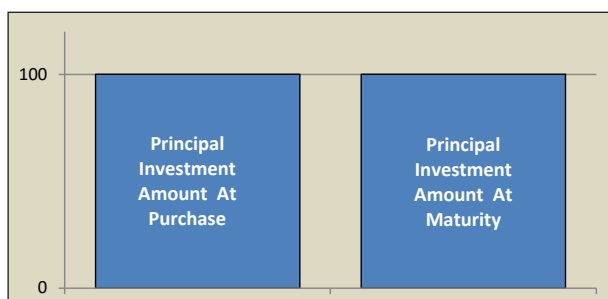 100
Principal
Investment
Amount At
Purchase
Principal
Investment
Amount At
Maturity
0